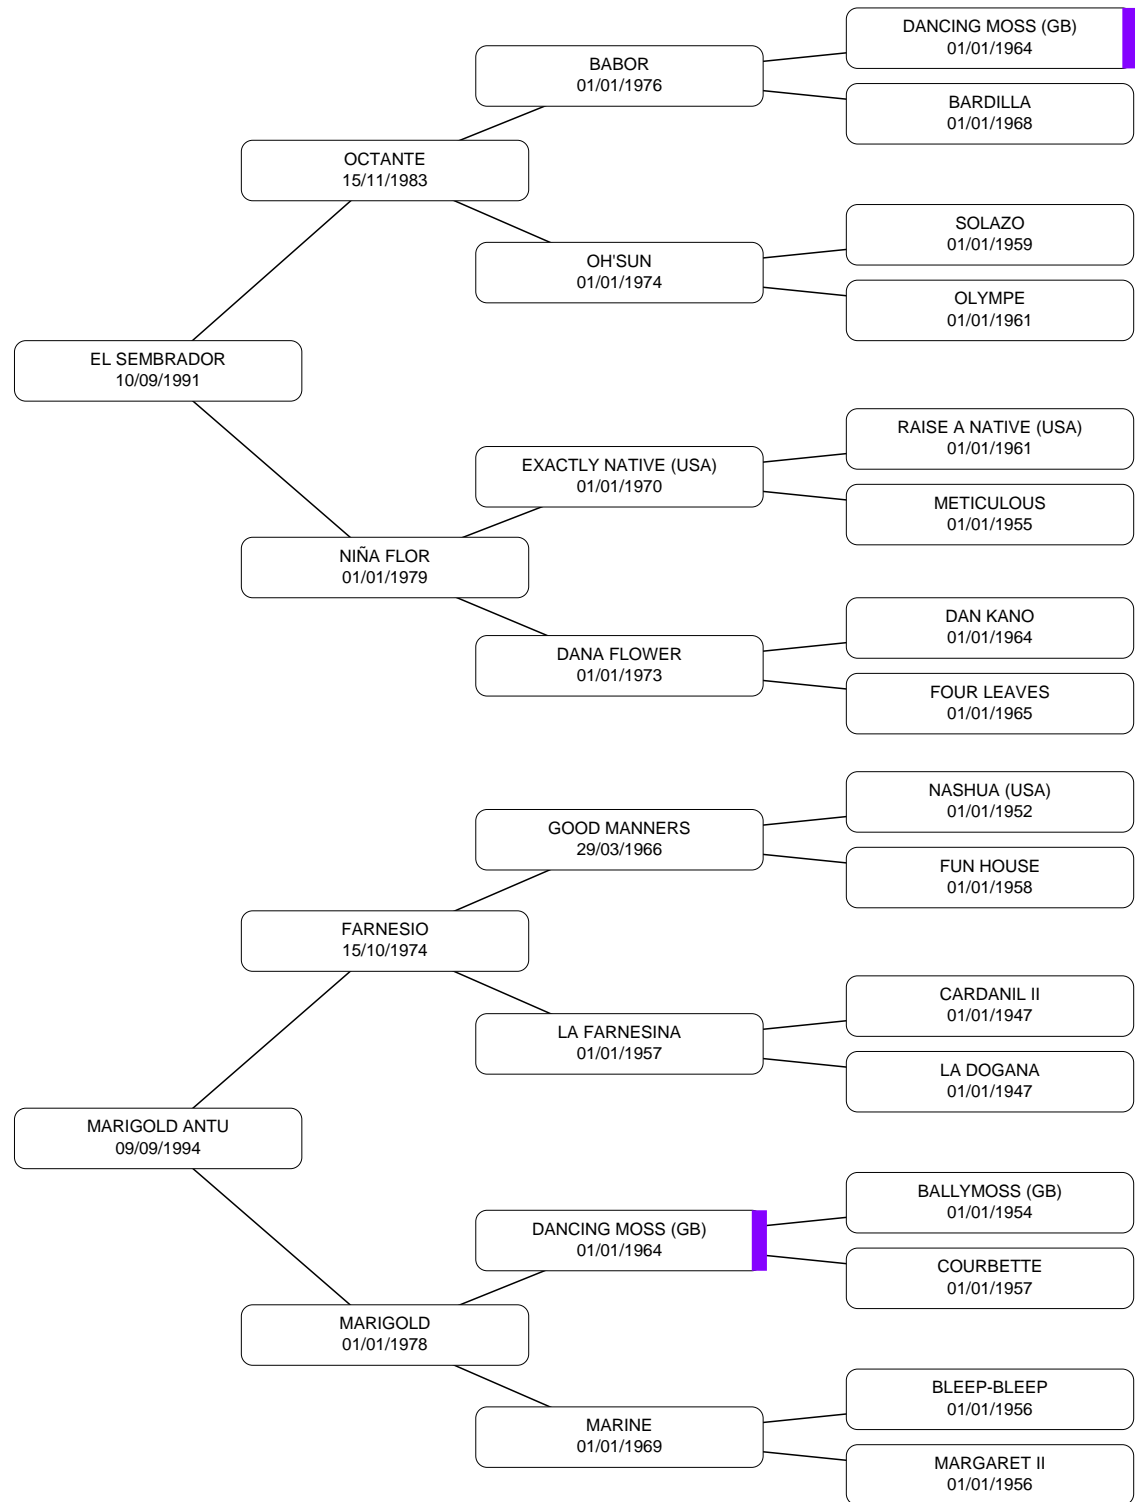 DANCING MOSS (GB)
01/01/1964
BABOR
01/01/1976
BARDILLA
01/01/1968
OCTANTE
15/11/1983
SOLAZO
01/01/1959
OH'SUN
01/01/1974
OLYMPE
01/01/1961
EL SEMBRADOR
10/09/1991
RAISE A NATIVE (USA)
01/01/1961
EXACTLY NATIVE (USA)
01/01/1970
METICULOUS
01/01/1955
NIÑA FLOR
01/01/1979
DAN KANO
01/01/1964
DANA FLOWER
01/01/1973
FOUR LEAVES
01/01/1965
NASHUA (USA)
01/01/1952
GOOD MANNERS
29/03/1966
FUN HOUSE
01/01/1958
FARNESIO
15/10/1974
CARDANIL II
01/01/1947
LA FARNESINA
01/01/1957
LA DOGANA
01/01/1947
MARIGOLD ANTU
09/09/1994
BALLYMOSS (GB)
01/01/1954
DANCING MOSS (GB)
01/01/1964
COURBETTE
01/01/1957
MARIGOLD
01/01/1978
BLEEP-BLEEP
01/01/1956
MARINE
01/01/1969
MARGARET II
01/01/1956